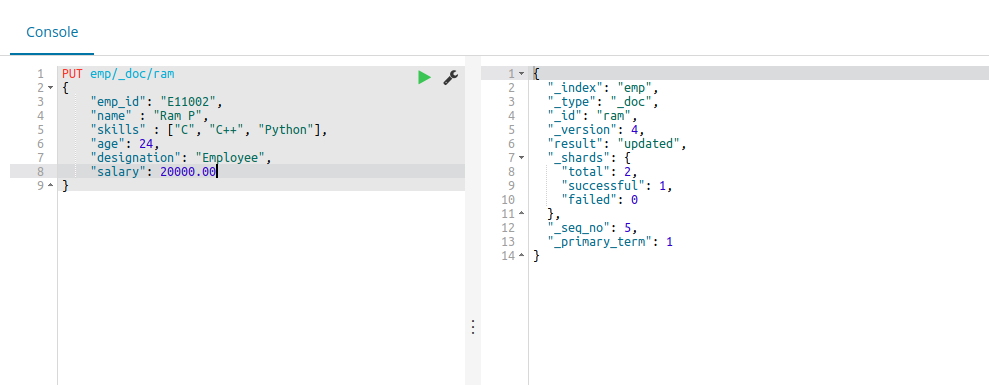 Console
1 PUT emp/_doc/ram
2 {
3 "emp_id": "E11002",
4 "name" : "Ram P",
5 "skills" : ["C", "C++", "Python"],
6 "age": 24,
7 "designation": "Employee",
8 "salary": 20000.00
9 }
1 {
2 "_index": "emp",
3 "_type": "_doc",
4 "_id": "ram",
5 "_version": 4,
6 "result": "updated",
7 "_shards": {
8 "total": 2,
9 "successful": 1,
10 "failed": 0
11 },
12 "_seq_no": 5,
13 "_primary_term": 1
14 }